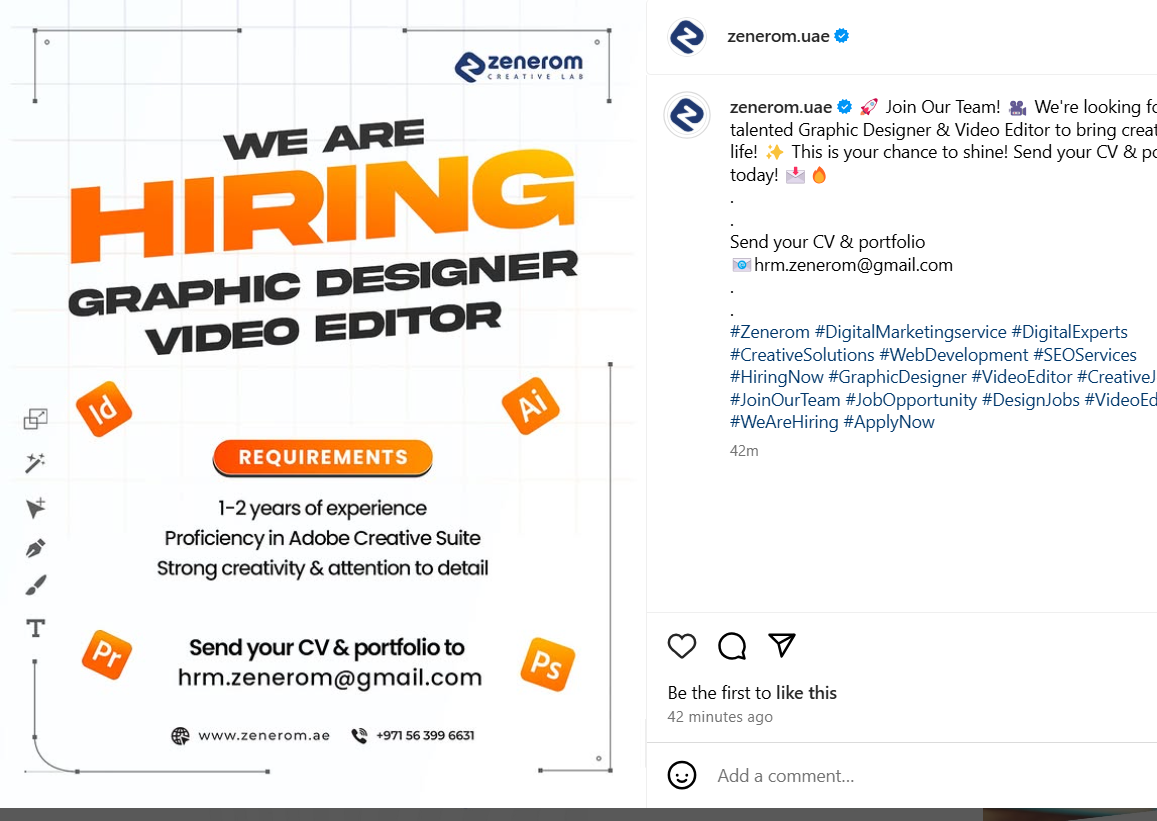 zenerom
CREATIVE LAB
WE ARE
HIRING
GRAPHIC DESIGNER
VIDEO EDITOR
Id
Ai
REQUIREMENTS
1-2 years of experience
Proficiency in Adobe Creative Suite
Strong creativity & attention to detail
T
Pr
Ps
Send your CV & portfolio to
hrm.zenerom@gmail.com
www.zenerom.ae +971 56 399 6631
zenerom.uae
zenerom.uae 🚀 Join Our Team! 🎥 We're looking
talented Graphic Designer & Video Editor to bring
life! ✨ This is your chance to shine! Send your CV &
today! 📩 🔥
.
.
Send your CV & portfolio
📧hrm.zenerom@gmail.com
.
.
#Zenerom #DigitalMarketingservice #DigitalExperts
#CreativeSolutions #WebDevelopment #SEOServices
#HiringNow #GraphicDesigner #VideoEditor #CreativeJ
#JoinOurTeam #JobOpportunity #DesignJobs #VideoEd
#WeAreHiring #ApplyNow
42m
Be the first to like this
42 minutes ago
Add a comment...